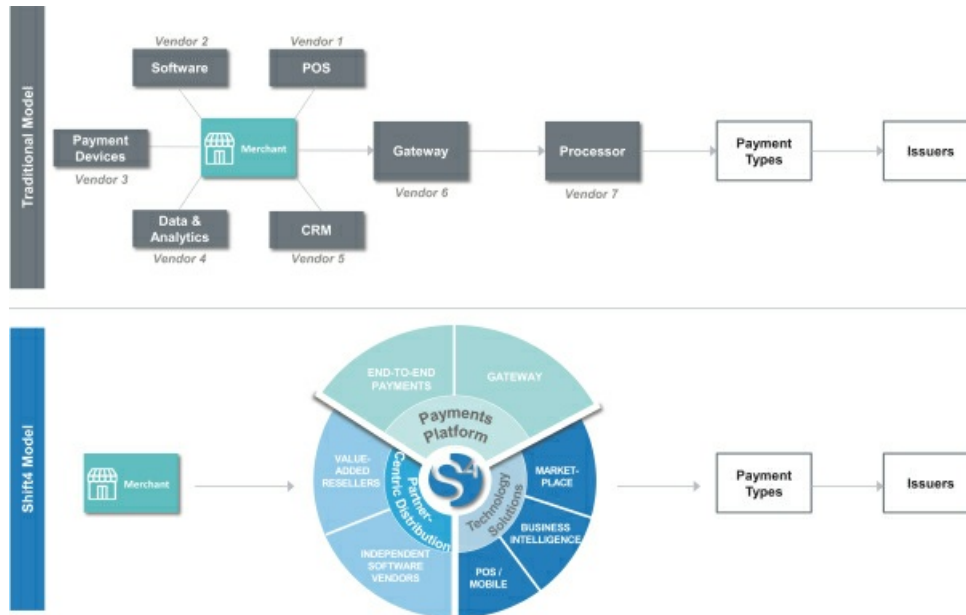 Traditional Model
Vendor 2
Software
Vendor 1
POS
Payment
Devices
Vendor 3
Merchant
Data &
Analytics
Vendor 4
CRM
Vendor 5
Gateway
Vendor 6
Processor
Vendor 7
Payment
Types
Issuers
Shift4 Model
Merchant
END-TO-END
PAYMENTS
GATEWAY
Payments
Platform
VALUE-
ADDED
RESELLERS
Partner-
Centric Distribution
INDEPENDENT
SOFTWARE
VENDORS
S4
Technology
Solutions
MARKET-
PLACE
BUSINESS
INTELLIGENCE
POS /
MOBILE
Payment
Types
Issuers